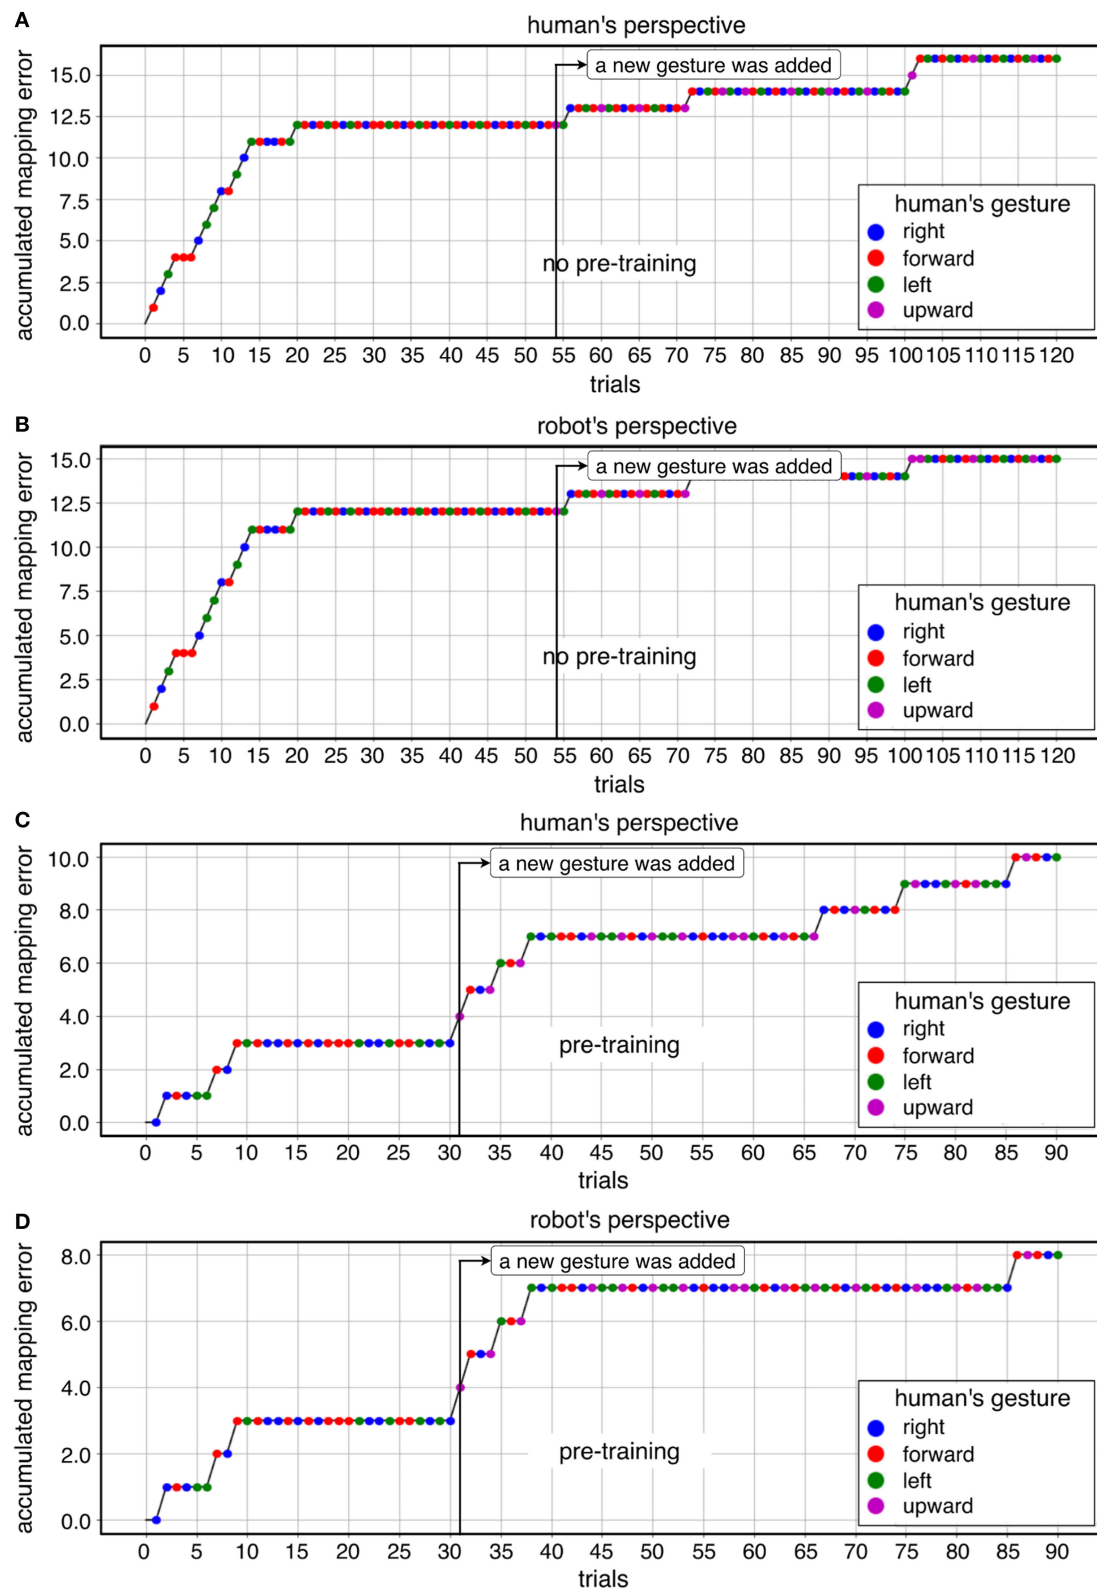 A
human's perspective
accumulated mapping error
15.0
12.5
10.0
7.5
5.0
2.5
0.0
a new gesture was added
no pre-training
human's gesture
right
forward
left
upward
0 5 10 15 20 25 30 35 40 45 50 55 60 65 70 75 80 85 90 95 100 105 110 115 120
trials
B
robot's perspective
accumulated mapping error
15.0
12.5
10.0
7.5
5.0
2.5
0.0
a new gesture was added
no pre-training
human's gesture
right
forward
left
upward
0 5 10 15 20 25 30 35 40 45 50 55 60 65 70 75 80 85 90 95 100 105 110 115 120
trials
C
human's perspective
accumulated mapping error
10.0
8.0
6.0
4.0
2.0
0.0
a new gesture was added
pre-training
human's gesture
right
forward
left
upward
0 5 10 15 20 25 30 35 40 45 50 55 60 65 70 75 80 85 90
trials
D
robot's perspective
accumulated mapping error
8.0
6.0
4.0
2.0
0.0
a new gesture was added
pre-training
human's gesture
right
forward
left
upward
0 5 10 15 20 25 30 35 40 45 50 55 60 65 70 75 80 85 90
trials